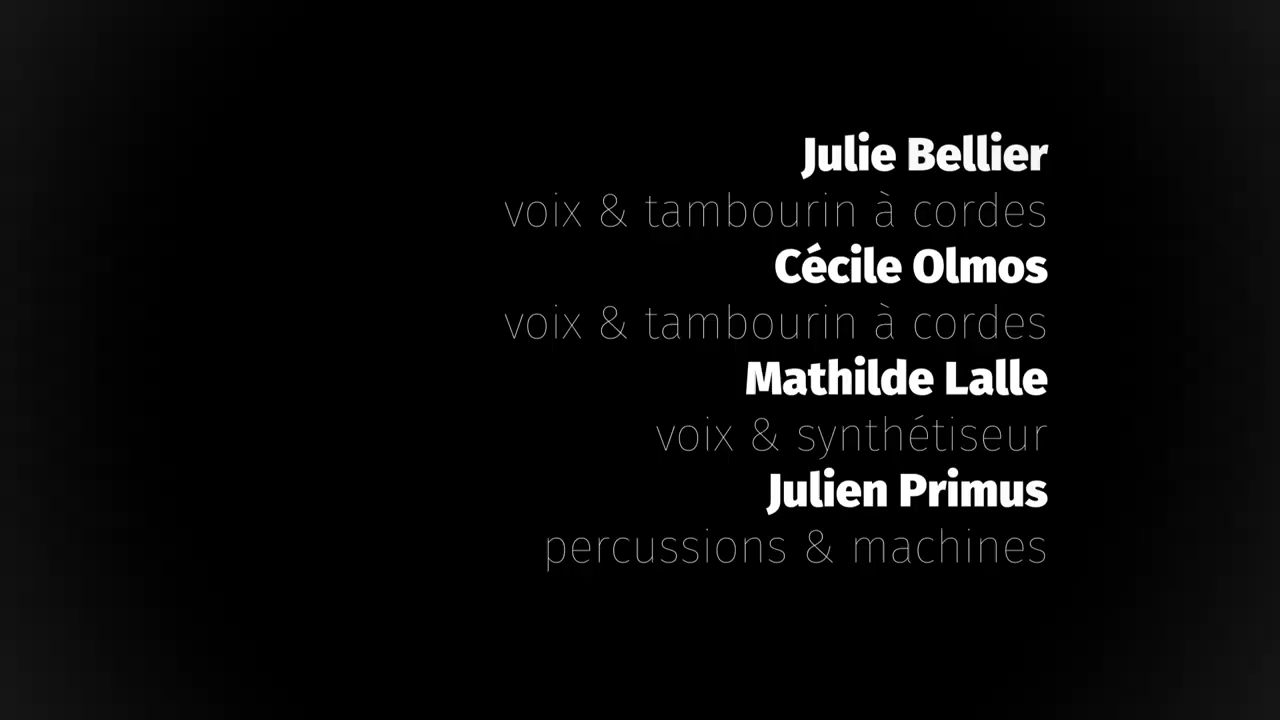 Julie Bellier
voix & tambourin à cordes
Cécile Olmos
voix & tambourin à cordes
Mathilde Lalle
voix & synthétiseur
Julien Primus
percussions & machines